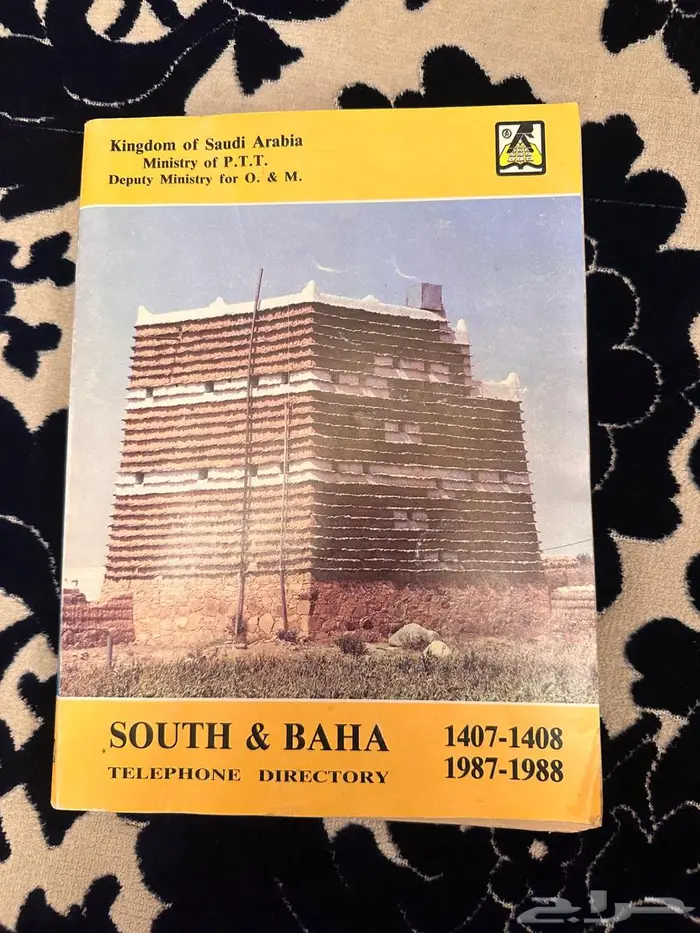 Kingdom of Saudi Arabia
Ministry of P.T.T.
Deputy Ministry for O. & M.
SOUTH & BAHA
TELEPHONE DIRECTORY
1407-1408
1987-1988
حراج